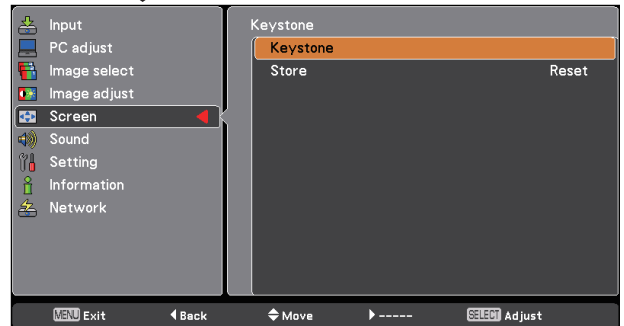 Input
PC adjust
Image select
Image adjust
Screen
Sound
Setting
Information
Network
Keystone
Keystone
Store Reset
MENU Exit Back Move ----- SELECT Adjust